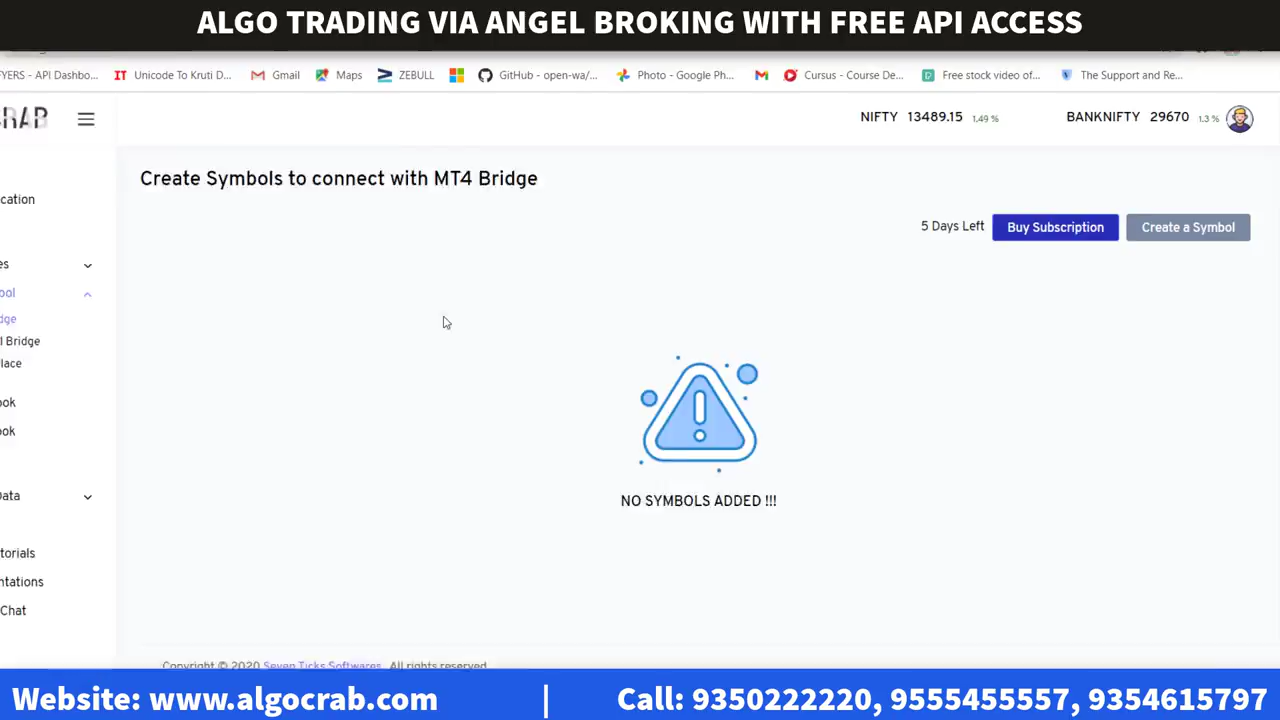 ALGO TRADING VIA ANGEL BROKING WITH FREE API ACCESS
YERS - API Dashbo... Unicode To Kruti D... Gmail Maps ZEBULL GitHub - open-wa/... Photo - Google Ph... Cursus - Course De... Free stock video of... The Support and Re...
RAB NIFTY 13489.15 1.49 % BANKNIFTY 29670 1.3 %
Create Symbols to connect with MT4 Bridge
cation
5 Days Left Buy Subscription Create a Symbol
es
ool
dge
l Bridge
lace
ook
ook
NO SYMBOLS ADDED !!!
Data
torials
ntations
Chat
Copyright © 2020 Seven Ticks Softwares. All rights reserved
Website: www.algocrab.com | Call: 9350222220, 9555455557, 9354615797